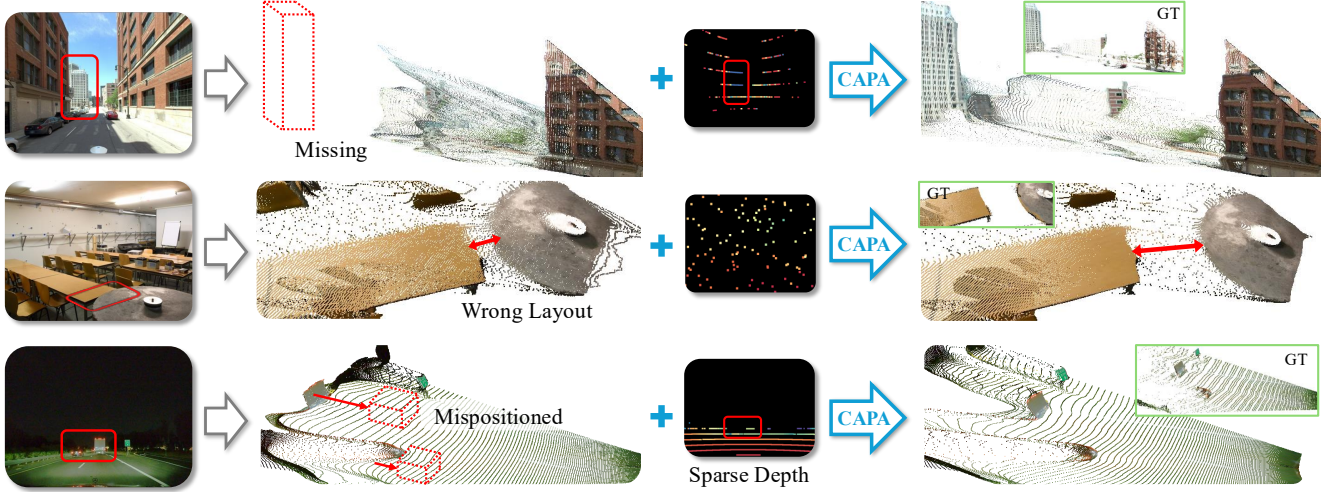 GT
CAPA
Missing
GT
CAPA
Wrong Layout
GT
Mispositioned
CAPA
Sparse Depth